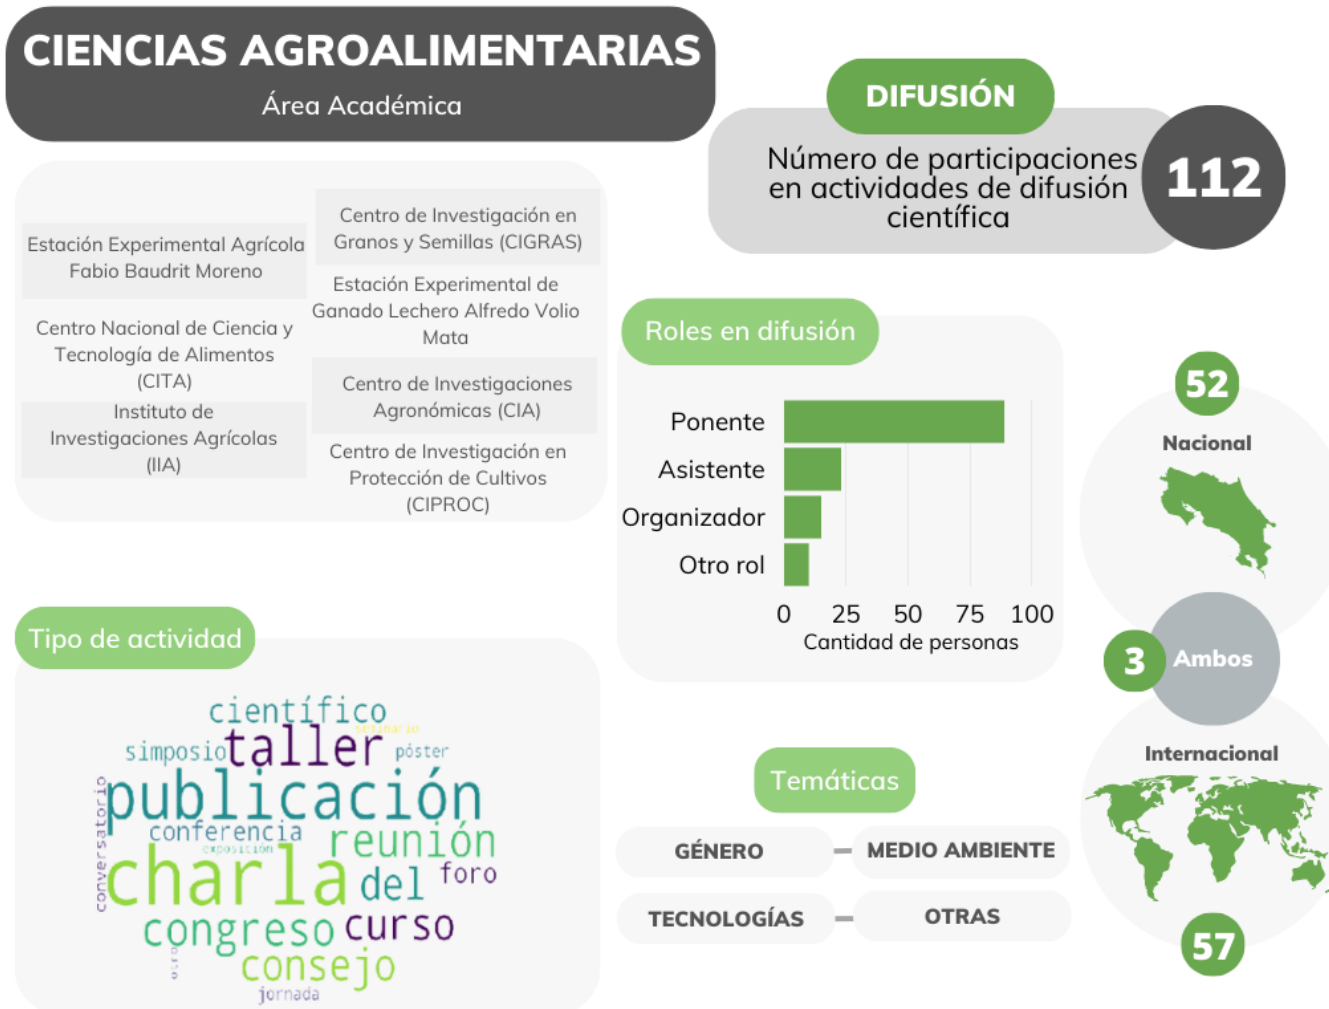 CIENCIAS AGROALIMENTARIAS
Área Académica
DIFUSIÓN
Número de participaciones
en actividades de difusión
científica
112
Estación Experimental Agrícola
Fabio Baudrit Moreno
Centro Nacional de Ciencia y
Tecnología de Alimentos
(CITA)
Instituto de
Investigaciones Agrícolas
(IIA)
Centro de Investigación en
Granos y Semillas (CIGRAS)
Estación Experimental de
Ganado Lechero Alfredo Volio
Mata
Centro de Investigaciones
Agronómicas (CIA)
Centro de Investigación en
Protección de Cultivos
(CIPROC)
Roles en difusión
Ponente
Asistente
Organizador
Otro rol
0 25 50 75 100
Cantidad de personas
52
Nacional
3 Ambos
Internacional
57
Tipo de actividad
científico
seminario
simposio taller póster
publicación
conversatorio
conferencia reunión
exposición
charla del foro
congreso curso
otro
consejo
jornada
Temáticas
GÉNERO – MEDIO AMBIENTE
TECNOLOGÍAS – OTRAS